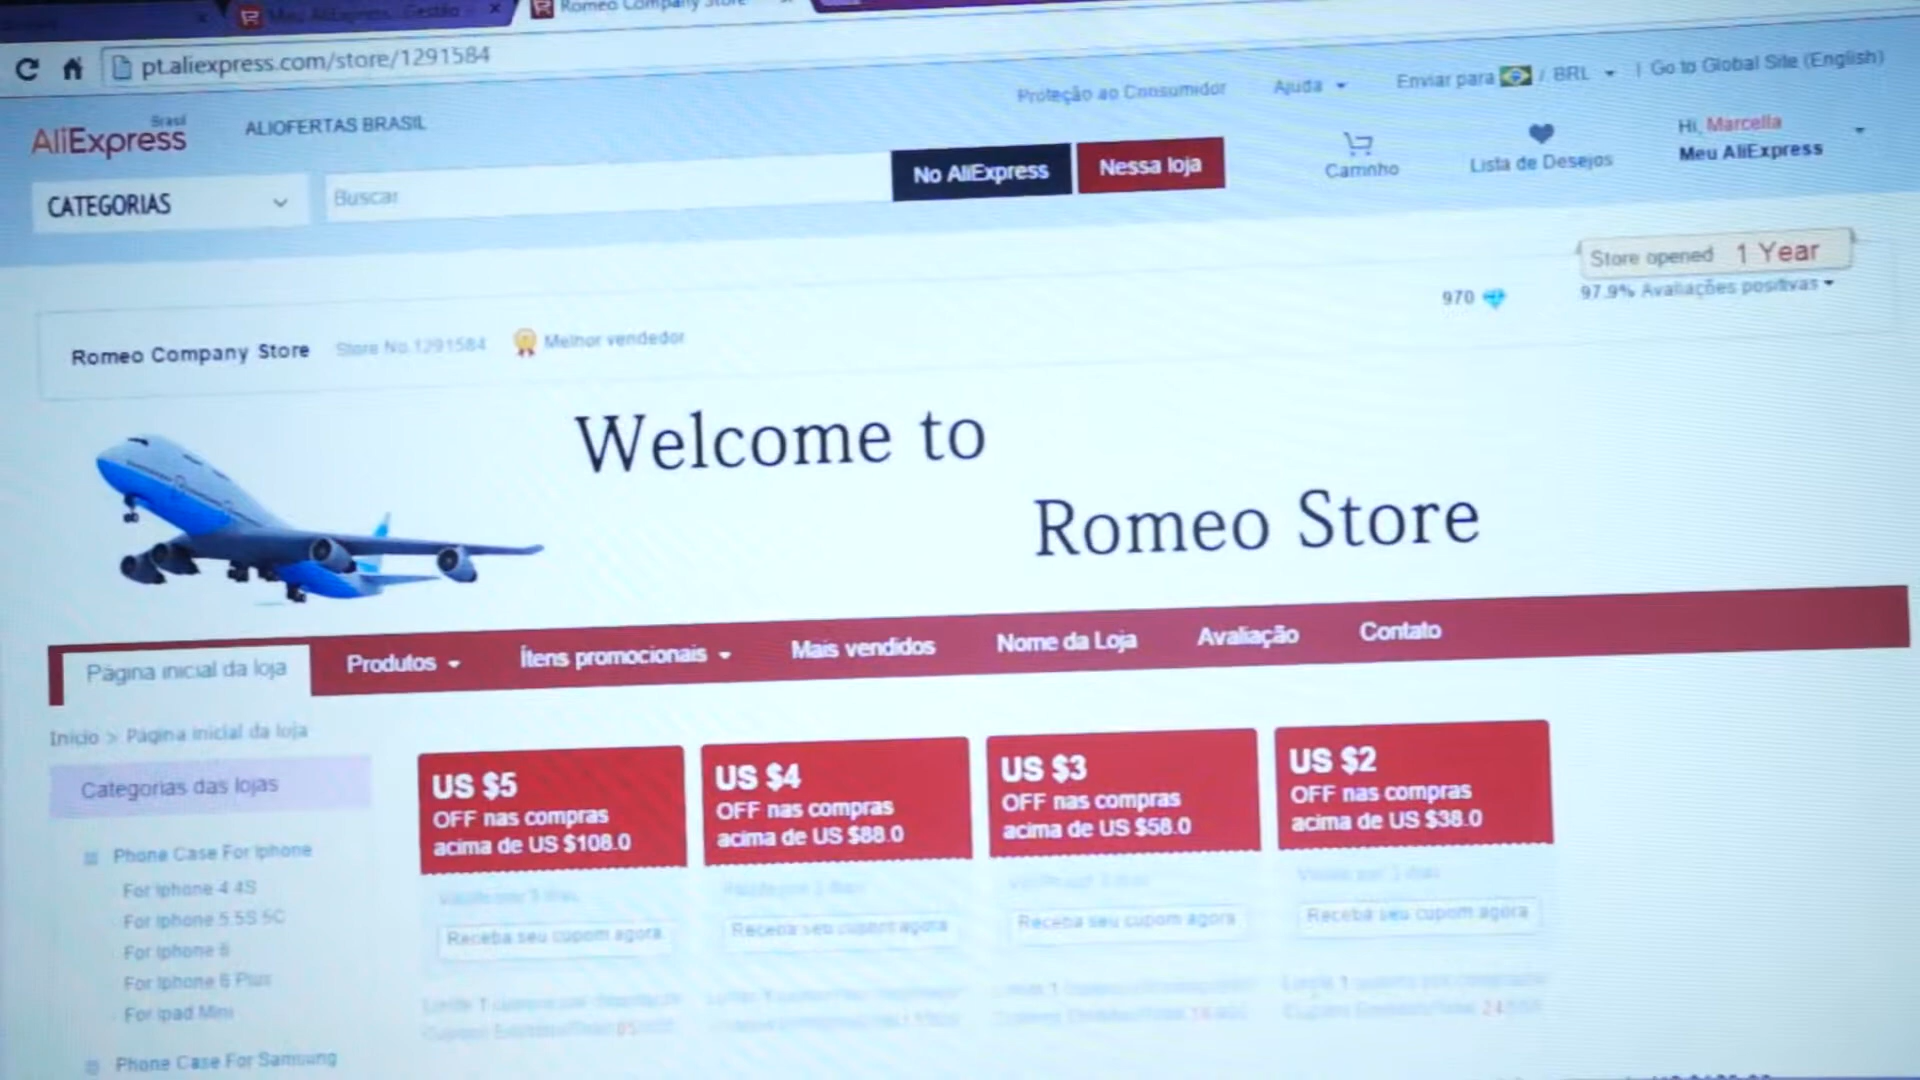 Meu AliExpress Gestão
Romeo Company Store
pt.aliexpress.com/store/1291584
Proteção ao Consumidor
Ajuda
Enviar para / BRL
| Go to Global Site (English)
AliExpress
Brasil
ALIOFERTAS BRASIL
CATEGORIAS
Buscar
No AliExpress
Nessa loja
Carrinho
Lista de Desejos
Hi, Marcella
Meu AliExpress
Store opened 1 Year
970
97.9% Avaliações positivas
Romeo Company Store
Store No.1291584
Melhor vendedor
Welcome to
Romeo Store
Página inicial da loja
Produtos
Ítens promocionais
Mais vendidos
Nome da Loja
Avaliação
Contato
Início > Página inicial da loja
Categorias das lojas
Phone Case For Iphone
For Iphone 4 4S
For Iphone 5 5S 5C
For Iphone 6
For Iphone 6 Plus
For Ipad Mini
Phone Case For Samsung
US $5
OFF nas compras
acima de US $108.0
Receba seu cupom agora
US $4
OFF nas compras
acima de US $88.0
Receba seu cupom agora
US $3
OFF nas compras
acima de US $58.0
Receba seu cupom agora
US $2
OFF nas compras
acima de US $38.0
Receba seu cupom agora